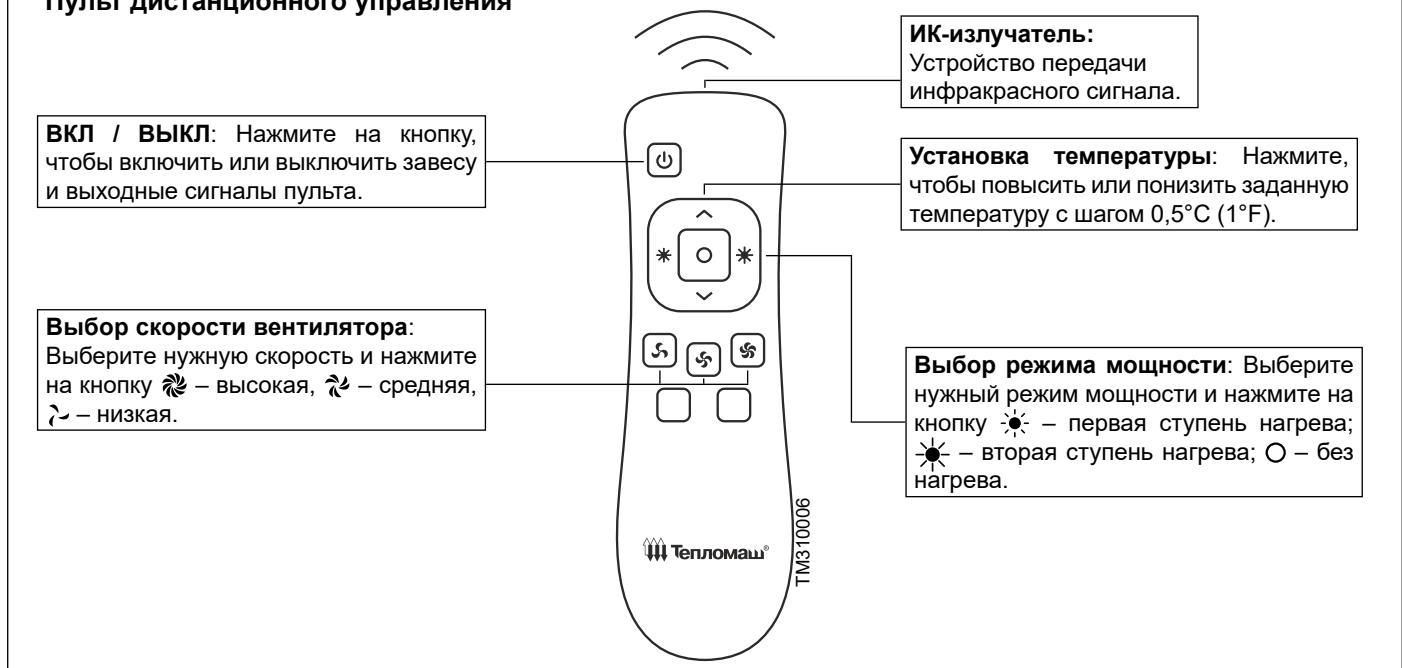 Пульт дистанционного управления
ИК-излучатель:
Устройство передачи
инфракрасного сигнала.
ВКЛ / ВЫКЛ: Нажмите на кнопку,
чтобы включить или выключить завесу
и выходные сигналы пульта.
Установка температуры: Нажмите,
чтобы повысить или понизить заданную
температуру с шагом 0,5°C (1°F).
Выбор скорости вентилятора:
Выберите нужную скорость и нажмите
на кнопку – высокая, – средняя,
– низкая.
Выбор режима мощности: Выберите
нужный режим мощности и нажмите на
кнопку – первая ступень нагрева;
– вторая ступень нагрева; – без
нагрева.
Тепломаш®
TM310006